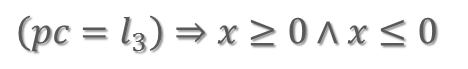 (𝑝𝑐 = 𝑙₃) ⇒ 𝑥 ≥ 0 ∧ 𝑥 ≤ 0